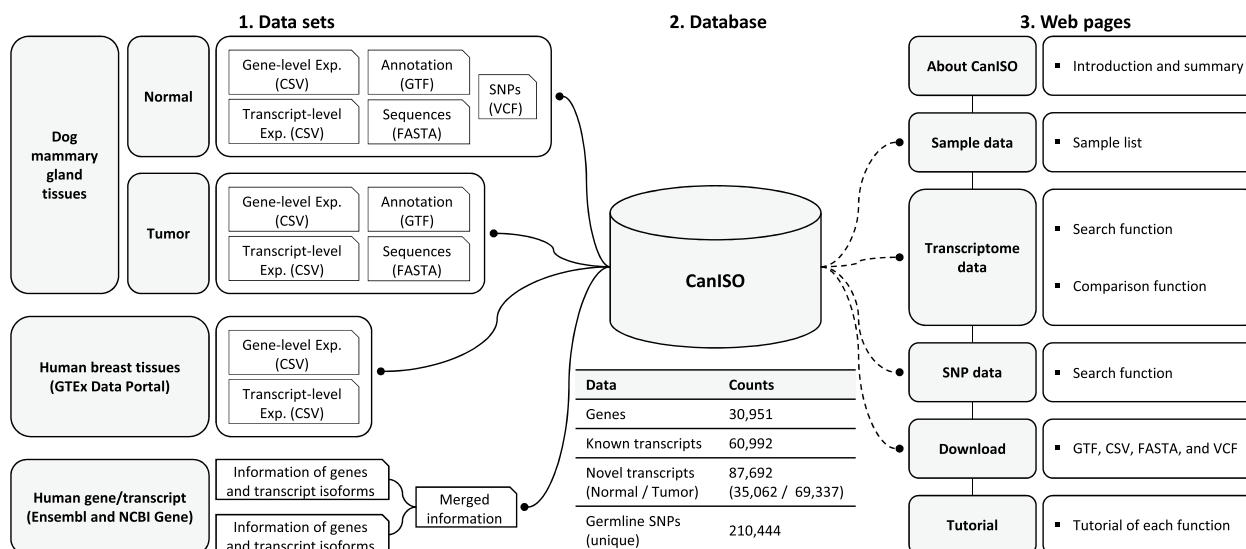 1. Data sets
2. Database
3. Web pages
Dog
mammary
gland
tissues
Normal
Gene-level Exp.
(CSV)
Annotation
(GTF)
SNPs
(VCF)
Transcript-level
Exp. (CSV)
Sequences
(FASTA)
Tumor
Gene-level Exp.
(CSV)
Annotation
(GTF)
Transcript-level
Exp. (CSV)
Sequences
(FASTA)
Human breast tissues
(GTEx Data Portal)
Gene-level Exp.
(CSV)
Transcript-level
Exp. (CSV)
Human gene/transcript
(Ensembl and NCBI Gene)
Information of genes
and transcript isoforms
Information of genes
and transcript isoforms
Merged
information
CanISO
Data Counts
Genes 30,951
Known transcripts 60,992
Novel transcripts 87,692
(Normal / Tumor) (35,062 / 69,337)
Germline SNPs
(unique) 210,444
About CanISO
▪ Introduction and summary
Sample data
▪ Sample list
Transcriptome
data
▪ Search function
▪ Comparison function
SNP data
▪ Search function
Download
▪ GTF, CSV, FASTA, and VCF
Tutorial
▪ Tutorial of each function